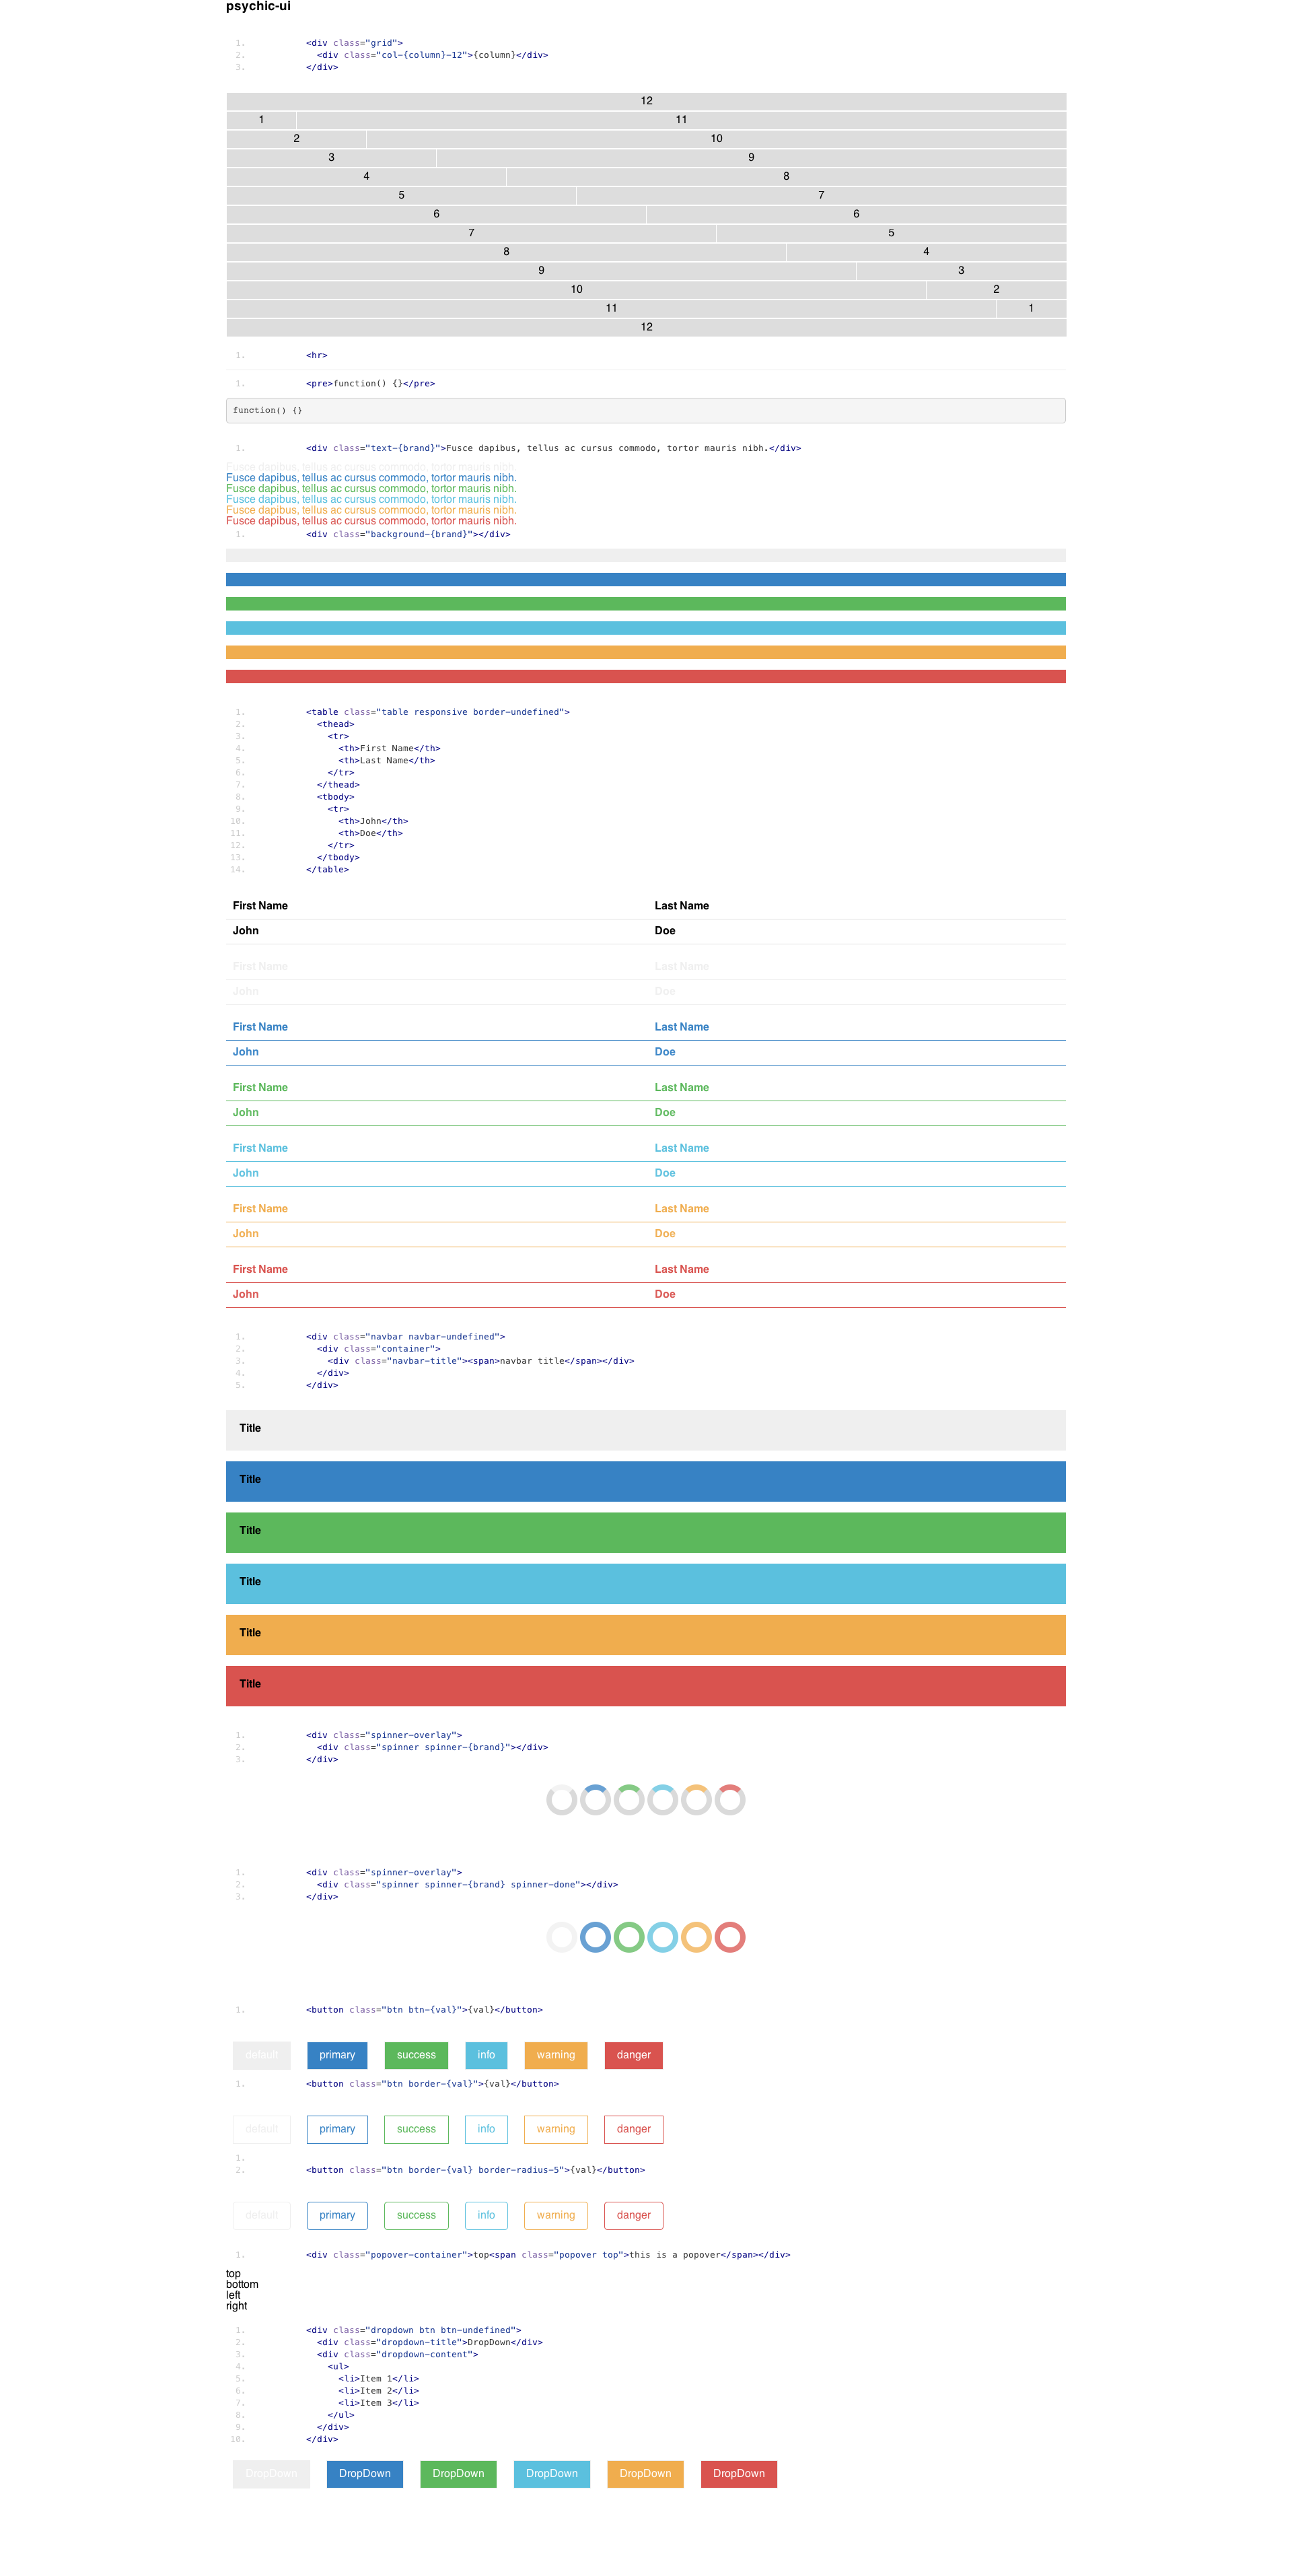 psychic-ui
1. <div class="grid">
2. <div class="col-{column}-12">{column}</div>
3. </div>
12
1 11
2 10
3 9
4 8
5 7
6 6
7 5
8 4
9 3
10 2
11 1
12
1. <hr>
1. <pre>function() {}</pre>
function() {}
1. <div class="text-{brand}">Fusce dapibus, tellus ac cursus commodo, tortor mauris nibh.</div>
Fusce dapibus, tellus ac cursus commodo, tortor mauris nibh.
Fusce dapibus, tellus ac cursus commodo, tortor mauris nibh.
Fusce dapibus, tellus ac cursus commodo, tortor mauris nibh.
Fusce dapibus, tellus ac cursus commodo, tortor mauris nibh.
Fusce dapibus, tellus ac cursus commodo, tortor mauris nibh.
Fusce dapibus, tellus ac cursus commodo, tortor mauris nibh.
1. <div class="background-{brand}"></div>
1. <table class="table responsive border-undefined">
2. <thead>
3. <tr>
4. <th>First Name</th>
5. <th>Last Name</th>
6. </tr>
7. </thead>
8. <tbody>
9. <tr>
10. <th>John</th>
11. <th>Doe</th>
12. </tr>
13. </tbody>
14. </table>
First Name Last Name
John Doe
First Name Last Name
John Doe
First Name Last Name
John Doe
First Name Last Name
John Doe
First Name Last Name
John Doe
First Name Last Name
John Doe
First Name Last Name
John Doe
1. <div class="navbar navbar-undefined">
2. <div class="container">
3. <div class="navbar-title"><span>navbar title</span></div>
4. </div>
5. </div>
Title
Title
Title
Title
Title
Title
1. <div class="spinner-overlay">
2. <div class="spinner spinner-{brand}"></div>
3. </div>
1. <div class="spinner-overlay">
2. <div class="spinner spinner-{brand} spinner-done"></div>
3. </div>
1. <button class="btn btn-{val}">{val}</button>
default primary success info warning danger
1. <button class="btn border-{val}">{val}</button>
default primary success info warning danger
1.
2. <button class="btn border-{val} border-radius-5">{val}</button>
default primary success info warning danger
1. <div class="popover-container">top<span class="popover top">this is a popover</span></div>
top
bottom
left
right
1. <div class="dropdown btn btn-undefined">
2. <div class="dropdown-title">DropDown</div>
3. <div class="dropdown-content">
4. <ul>
5. <li>Item 1</li>
6. <li>Item 2</li>
7. <li>Item 3</li>
8. </ul>
9. </div>
10. </div>
DropDown DropDown DropDown DropDown DropDown DropDown